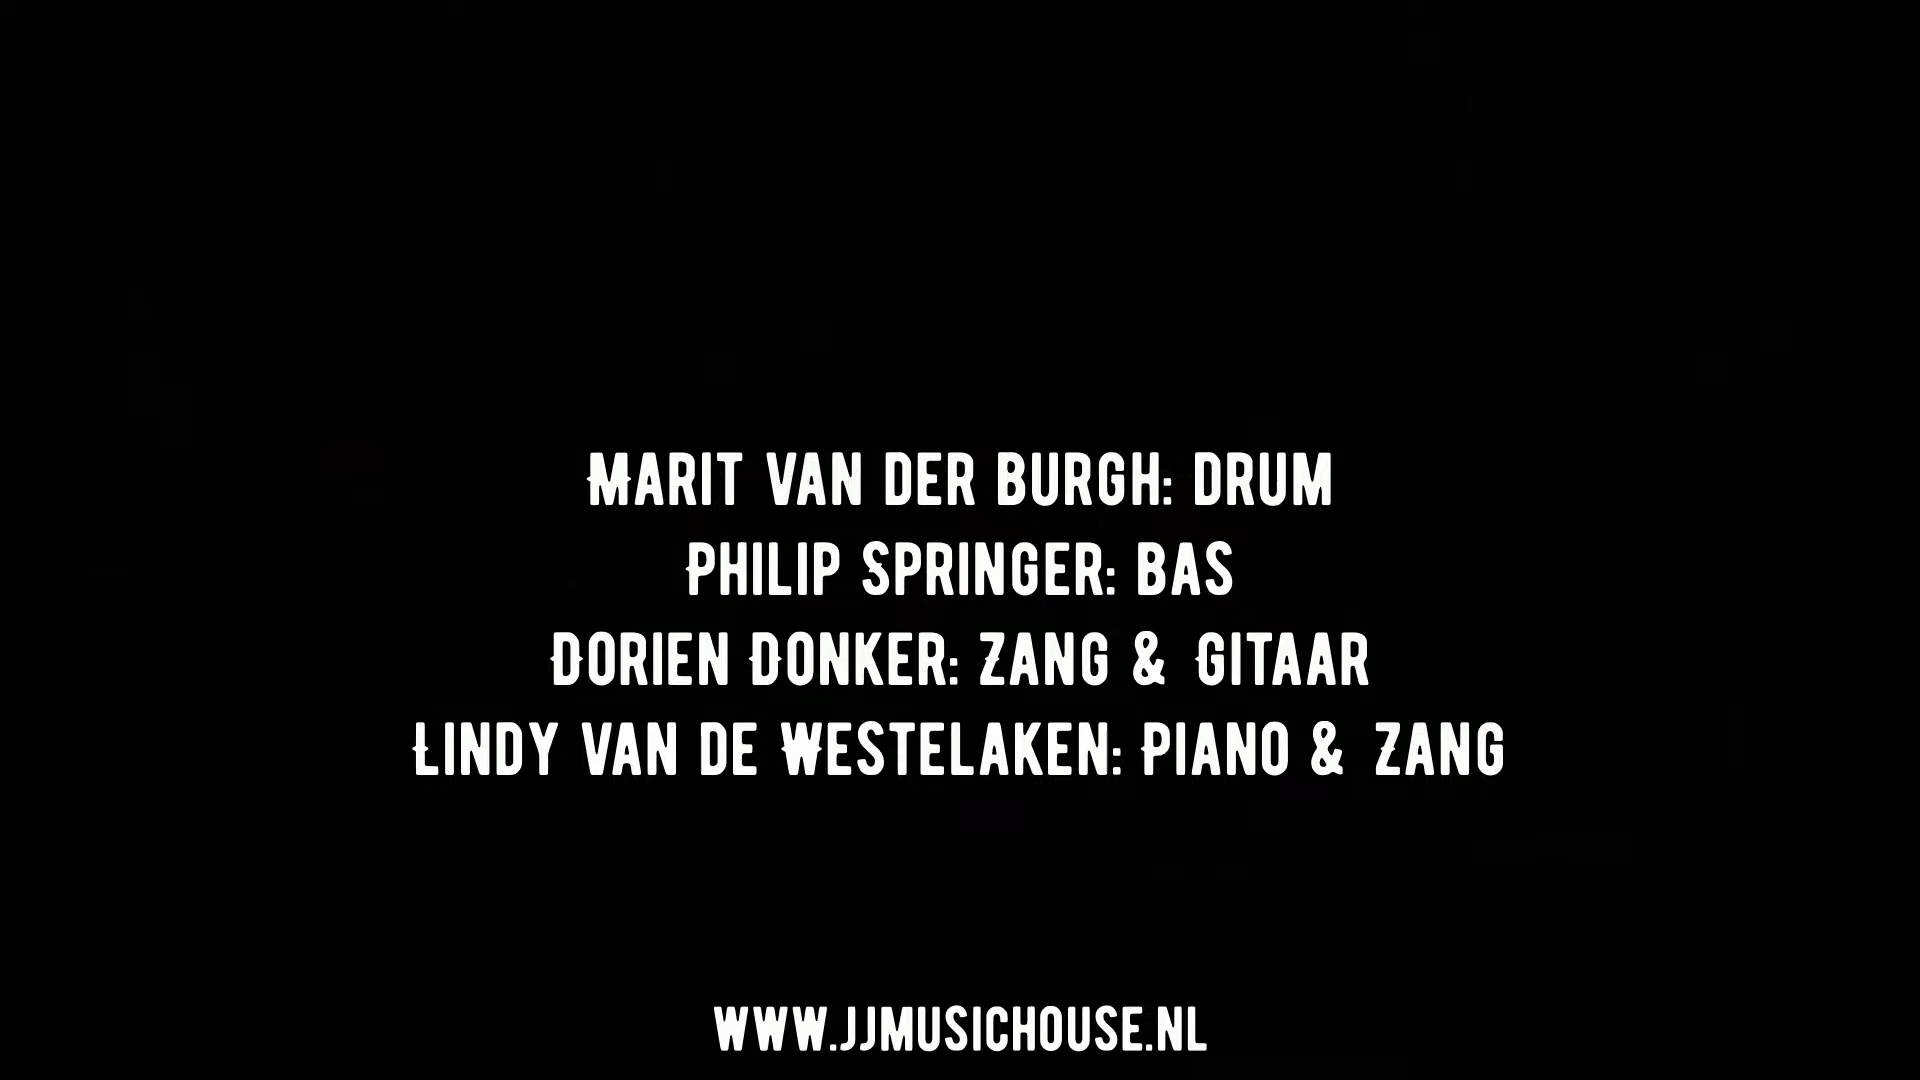 Marit van der Burgh: drum
Philip Springer: bas
Dorien Donker: Zang & Gitaar
Lindy van de Westelaken: Piano & Zang
www.jjmusichouse.nl